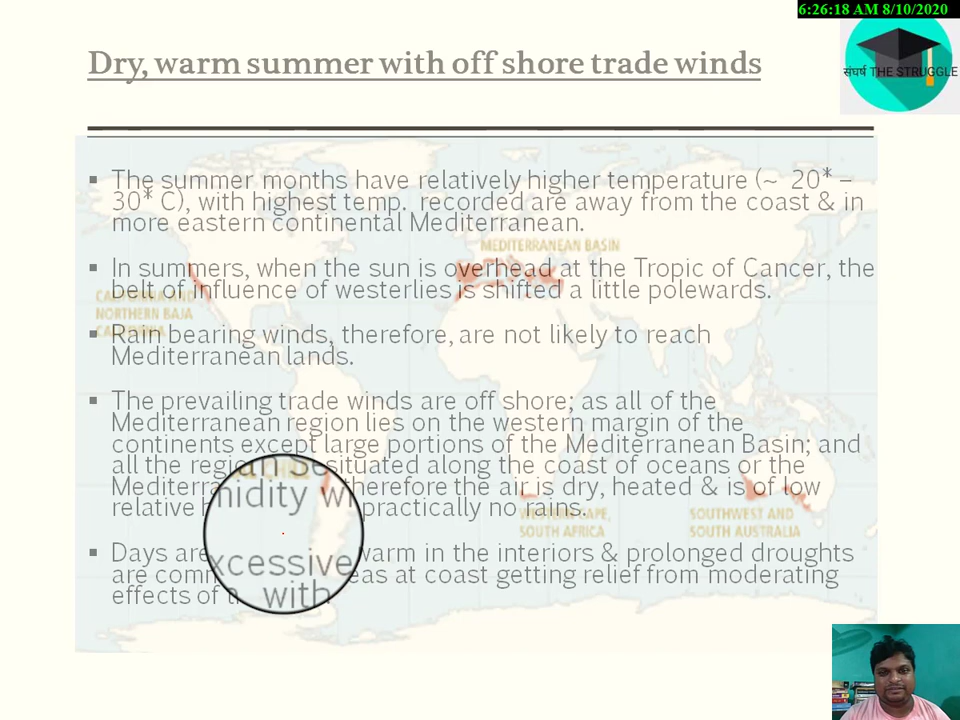 6:26:18 AM 8/10/2020
संघर्ष THE STRUGGLE
Dry, warm summer with off shore trade winds
▪ The summer months have relatively higher temperature (~ 20* –
30* C), with highest temp. recorded are away from the coast & in
more eastern continental Mediterranean.
MEDITERRANEAN BASIN
▪ In summers, when the sun is overhead at the Tropic of Cancer, the
belt of influence of westerlies is shifted a little polewards.
CALIFORNIA AND
NORTHERN BAJA
CALIFORNIA
▪ Rain bearing winds, therefore, are not likely to reach
Mediterranean lands.
▪ The prevailing trade winds are off shore; as all of the
Mediterranean region lies on the western margin of the
continents except large portions of the Mediterranean Basin; and
all the situated along the coast of oceans or the
therefore the air is dry, heated & is of low
relative practically no rains.
WESTERN CAPE,
SOUTH AFRICA
SOUTHWEST AND
SOUTH AUSTRALIA
▪ Days are xcessive warm in the interiors & prolonged droughts
are eas at coast getting relief from moderating
effects of with